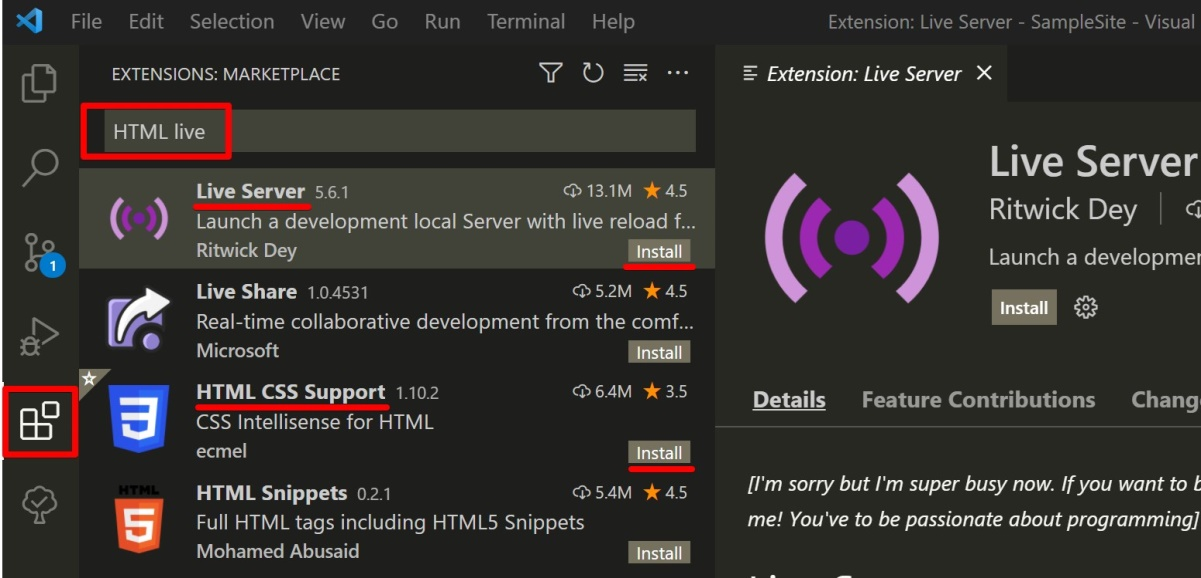 File Edit Selection View Go Run Terminal Help Extension: Live Server - SampleSite - Visual
EXTENSIONS: MARKETPLACE
Extension: Live Server
HTML live
Live Server 5.6.1 13.1M 4.5
Launch a development local Server with live reload f...
Ritwick Dey Install
Live Share 1.0.4531 5.2M 4.5
Real-time collaborative development from the comf...
Microsoft Install
HTML CSS Support 1.10.2 6.4M 3.5
CSS Intellisense for HTML
ecmel Install
HTML Snippets 0.2.1 5.4M 4.5
Full HTML tags including HTML5 Snippets
Mohamed Abusaid Install
1
3
HTML
5
Live Server
Ritwick Dey
Launch a developmen
Install
Details Feature Contributions Chang
[I'm sorry but I'm super busy now. If you want to b
me! You've to be passionate about programming]